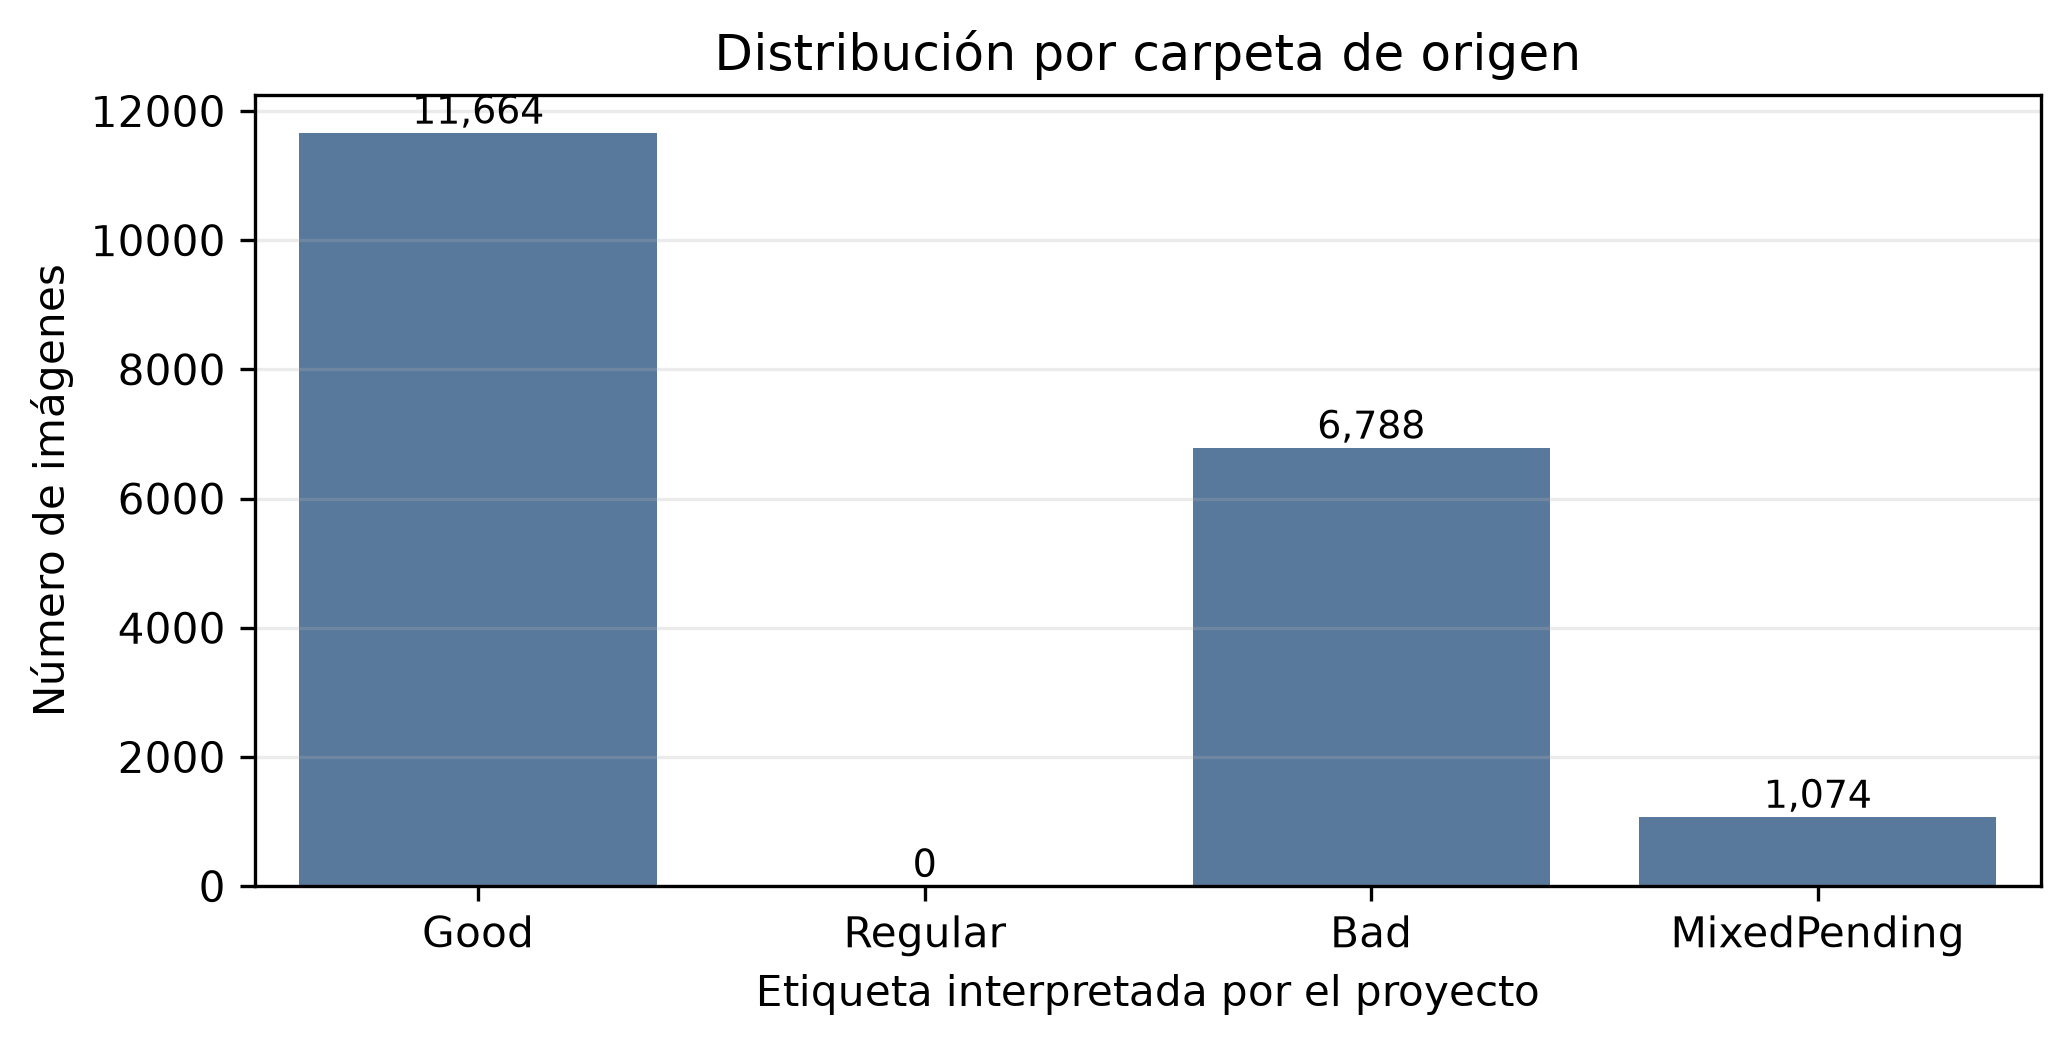 Distribución por carpeta de origen
12000
10000
8000
6000
4000
2000
0
Número de imágenes
11,664
0
6,788
1,074
Good
Regular
Bad
MixedPending
Etiqueta interpretada por el proyecto